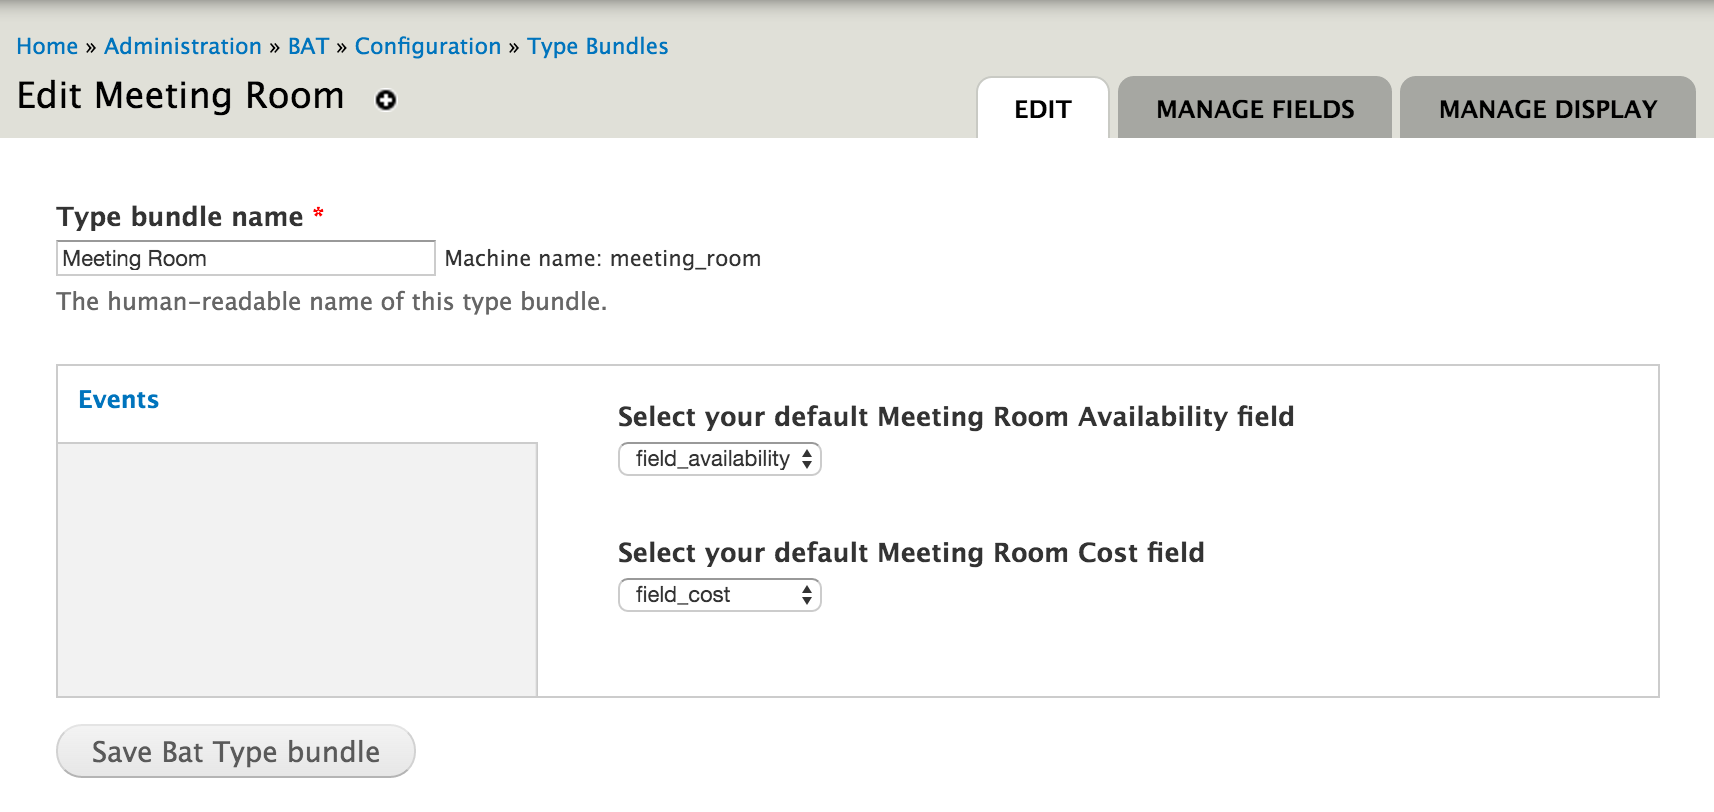 Home » Administration » BAT » Configuration » Type Bundles
Edit Meeting Room
EDIT MANAGE FIELDS MANAGE DISPLAY
Type bundle name *
Meeting Room Machine name: meeting_room
The human-readable name of this type bundle.
Events
Select your default Meeting Room Availability field
field_availability
Select your default Meeting Room Cost field
field_cost
Save Bat Type bundle